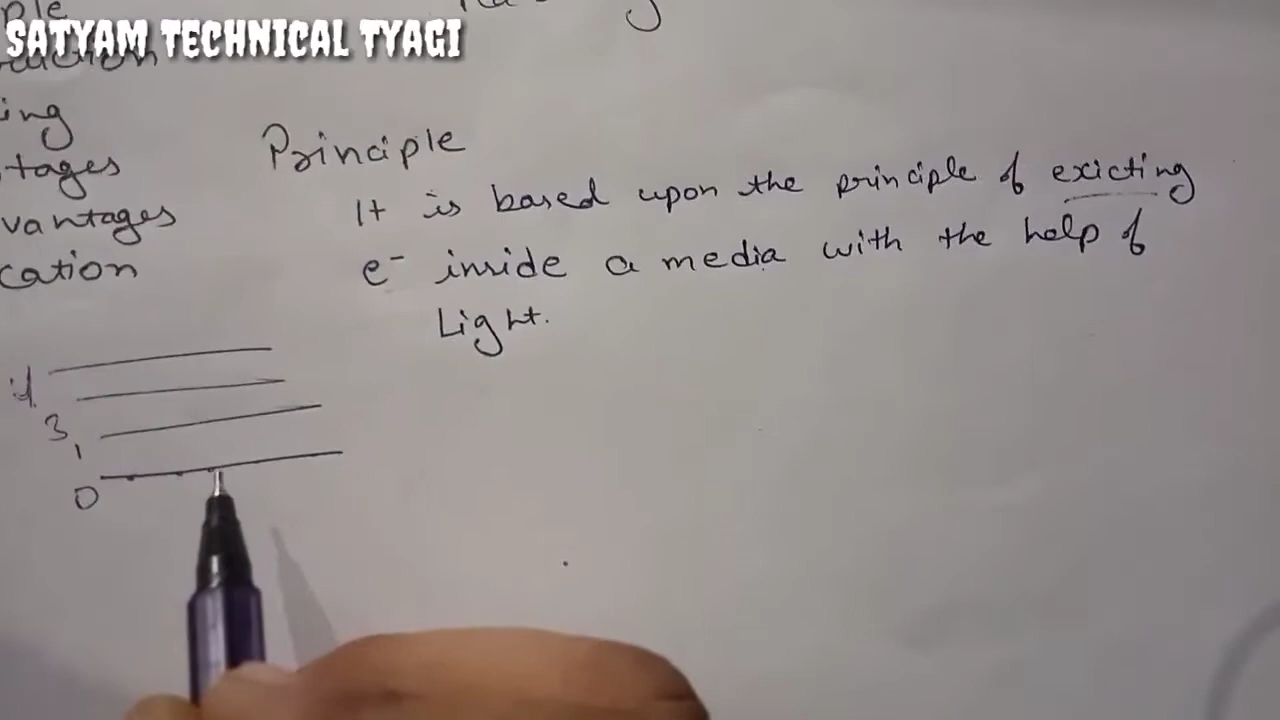 SATYAM TECHNICAL TYAGI
ing
tages
vantages
cation
Principle
It is based upon the principle of exicting
e⁻ inside a media with the help of
Light.
4
3
1
0